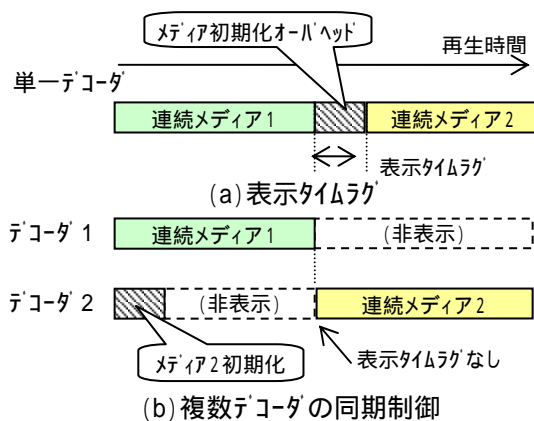 メディア初期化オーバヘッド
再生時間
単一デコーダ
連続メディア1
連続メディア2
表示タイムラグ
(a)表示タイムラグ
デコーダ1
連続メディア1
(非表示)
デコーダ2
(非表示)
連続メディア2
メディア2初期化
表示タイムラグなし
(b)複数デコーダの同期制御